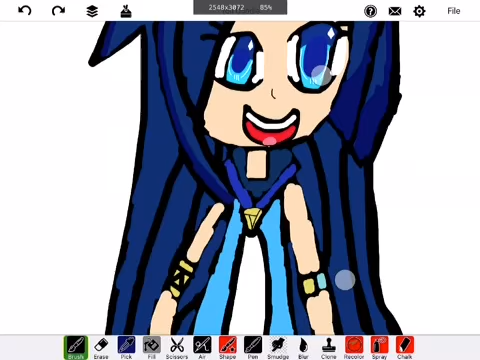 2548x3072 85%
File
Brush Erase Pick Fill Scissors Air Shape Pen Smudge Blur Clone Recolor Spray Chalk